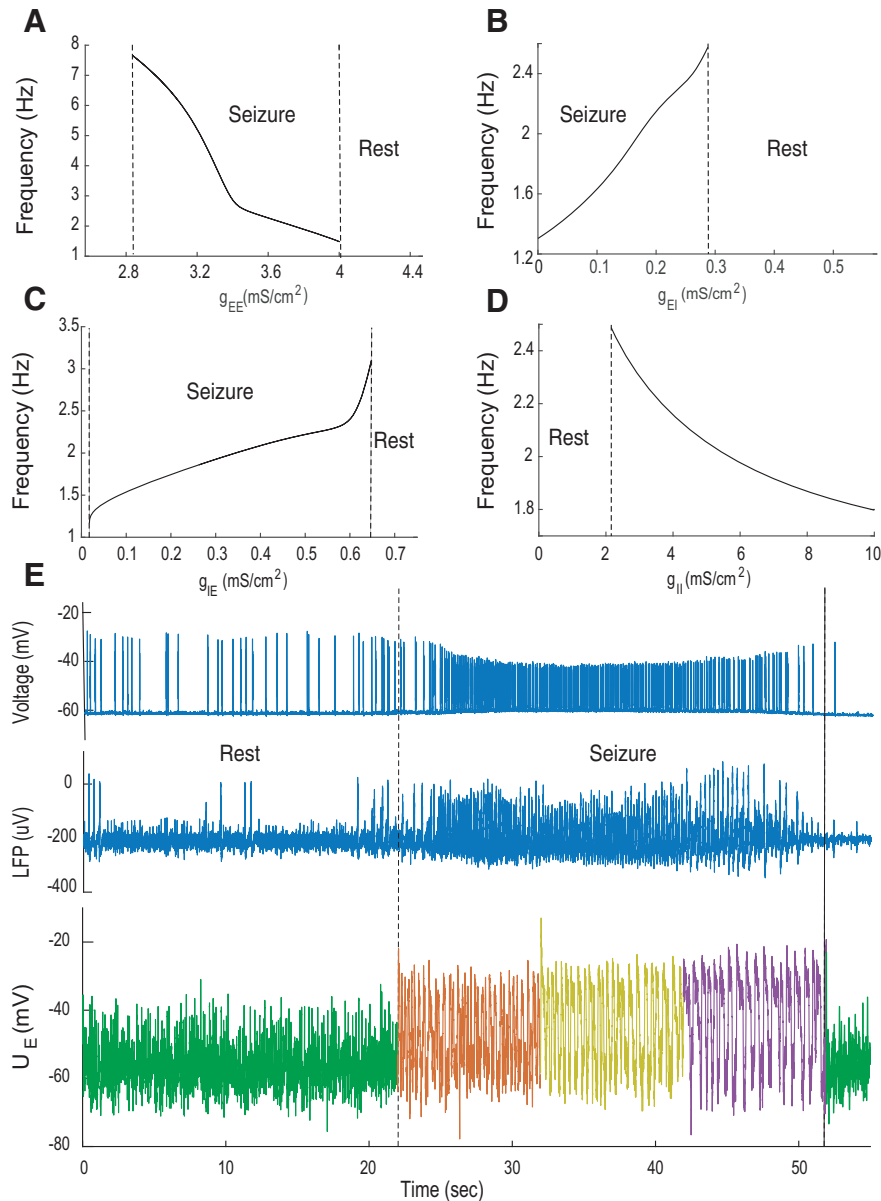 A
Frequency (Hz)
8
7
6
5
4
3
2
1
Seizure
Rest
2.8 3.2 3.6 4 4.4
g_EE(mS/cm²)
B
Frequency (Hz)
2.4
2
1.6
1.2
Seizure
Rest
0 0.1 0.2 0.3 0.4 0.5
g_EI(mS/cm²)
C
Frequency (Hz)
3.5
3
2.5
2
1.5
1
Seizure
Rest
0 0.1 0.2 0.3 0.4 0.5 0.6 0.7
g_IE (mS/cm²)
D
Frequency (Hz)
2.4
2.2
2
1.8
Rest
0 2 4 6 8 10
g_II(mS/cm²)
E
Voltage (mV)
-20
-40
-60
Rest
Seizure
LFP (uV)
0
-200
-400
U_E (mV)
-20
-40
-60
-80
0 10 20 30 40 50
Time (sec)